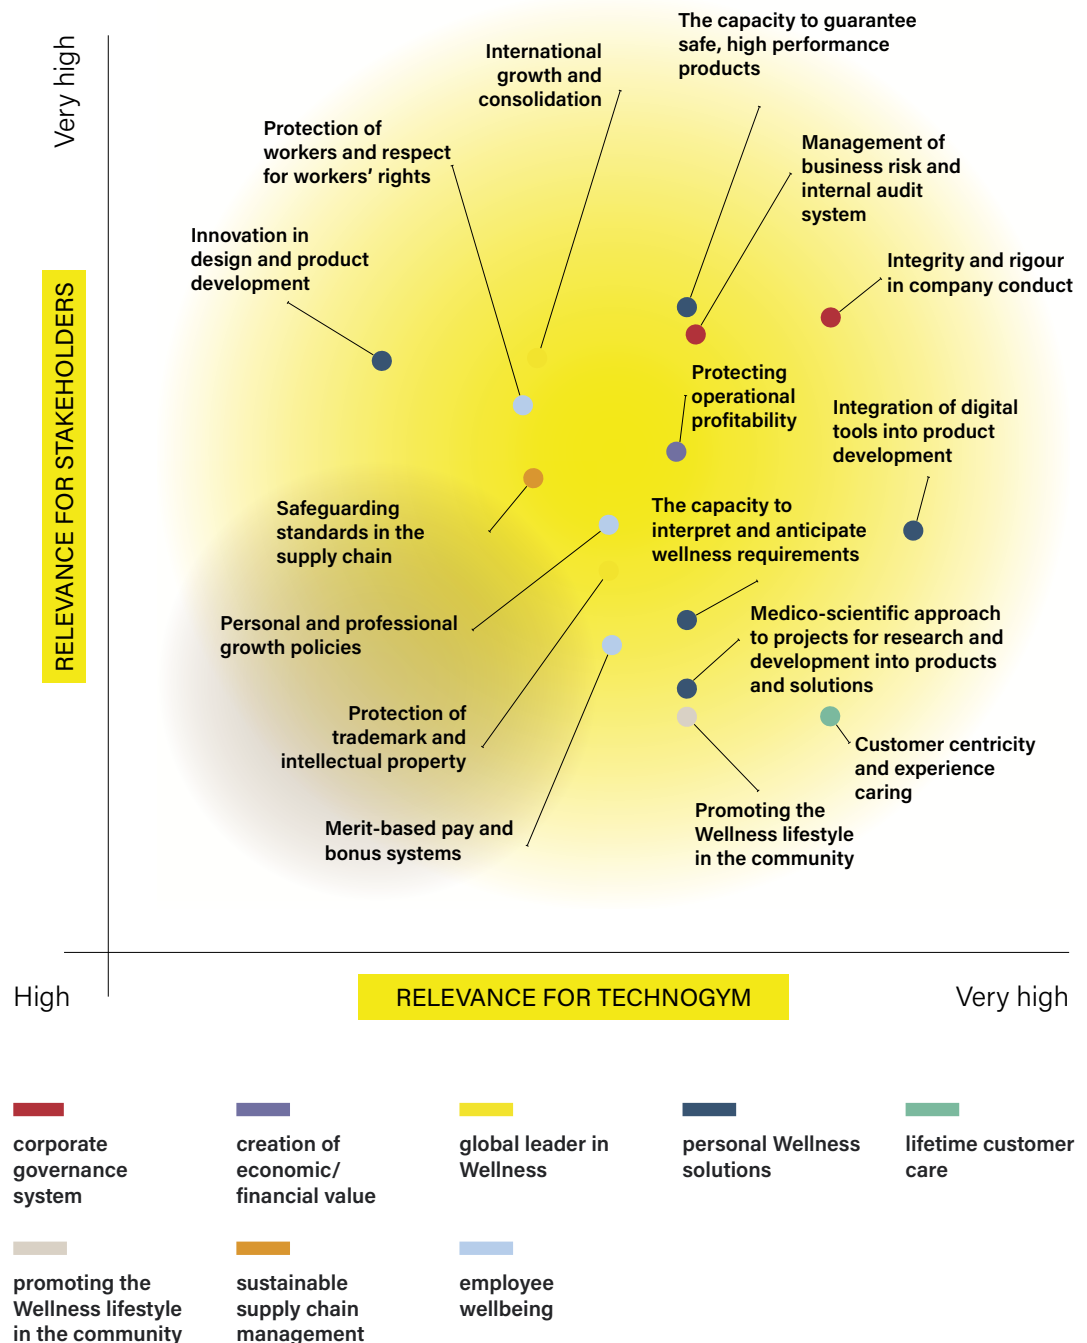 Very high
RELEVANCE FOR STAKEHOLDERS
The capacity to guarantee
safe, high performance
products
International
growth and
consolidation
Protection of
workers and respect
for workers' rights
Management of
business risk and
internal audit
system
Innovation in
design and product
development
Integrity and rigour
in company conduct
Protecting
operational
profitability
Integration of digital
tools into product
development
Safeguarding
standards in the
supply chain
The capacity to
interpret and anticipate
wellness requirements
Personal and professional
growth policies
Medico-scientific approach
to projects for research and
development into products
and solutions
Protection of
trademark and
intellectual property
Customer centricity
and experience
caring
Merit-based pay and
bonus systems
Promoting the
Wellness lifestyle
in the community
High
RELEVANCE FOR TECHNOGYM
Very high
corporate
governance
system
creation of
economic/
financial value
global leader in
Wellness
personal Wellness
solutions
lifetime customer
care
promoting the
Wellness lifestyle
in the community
sustainable
supply chain
management
employee
wellbeing